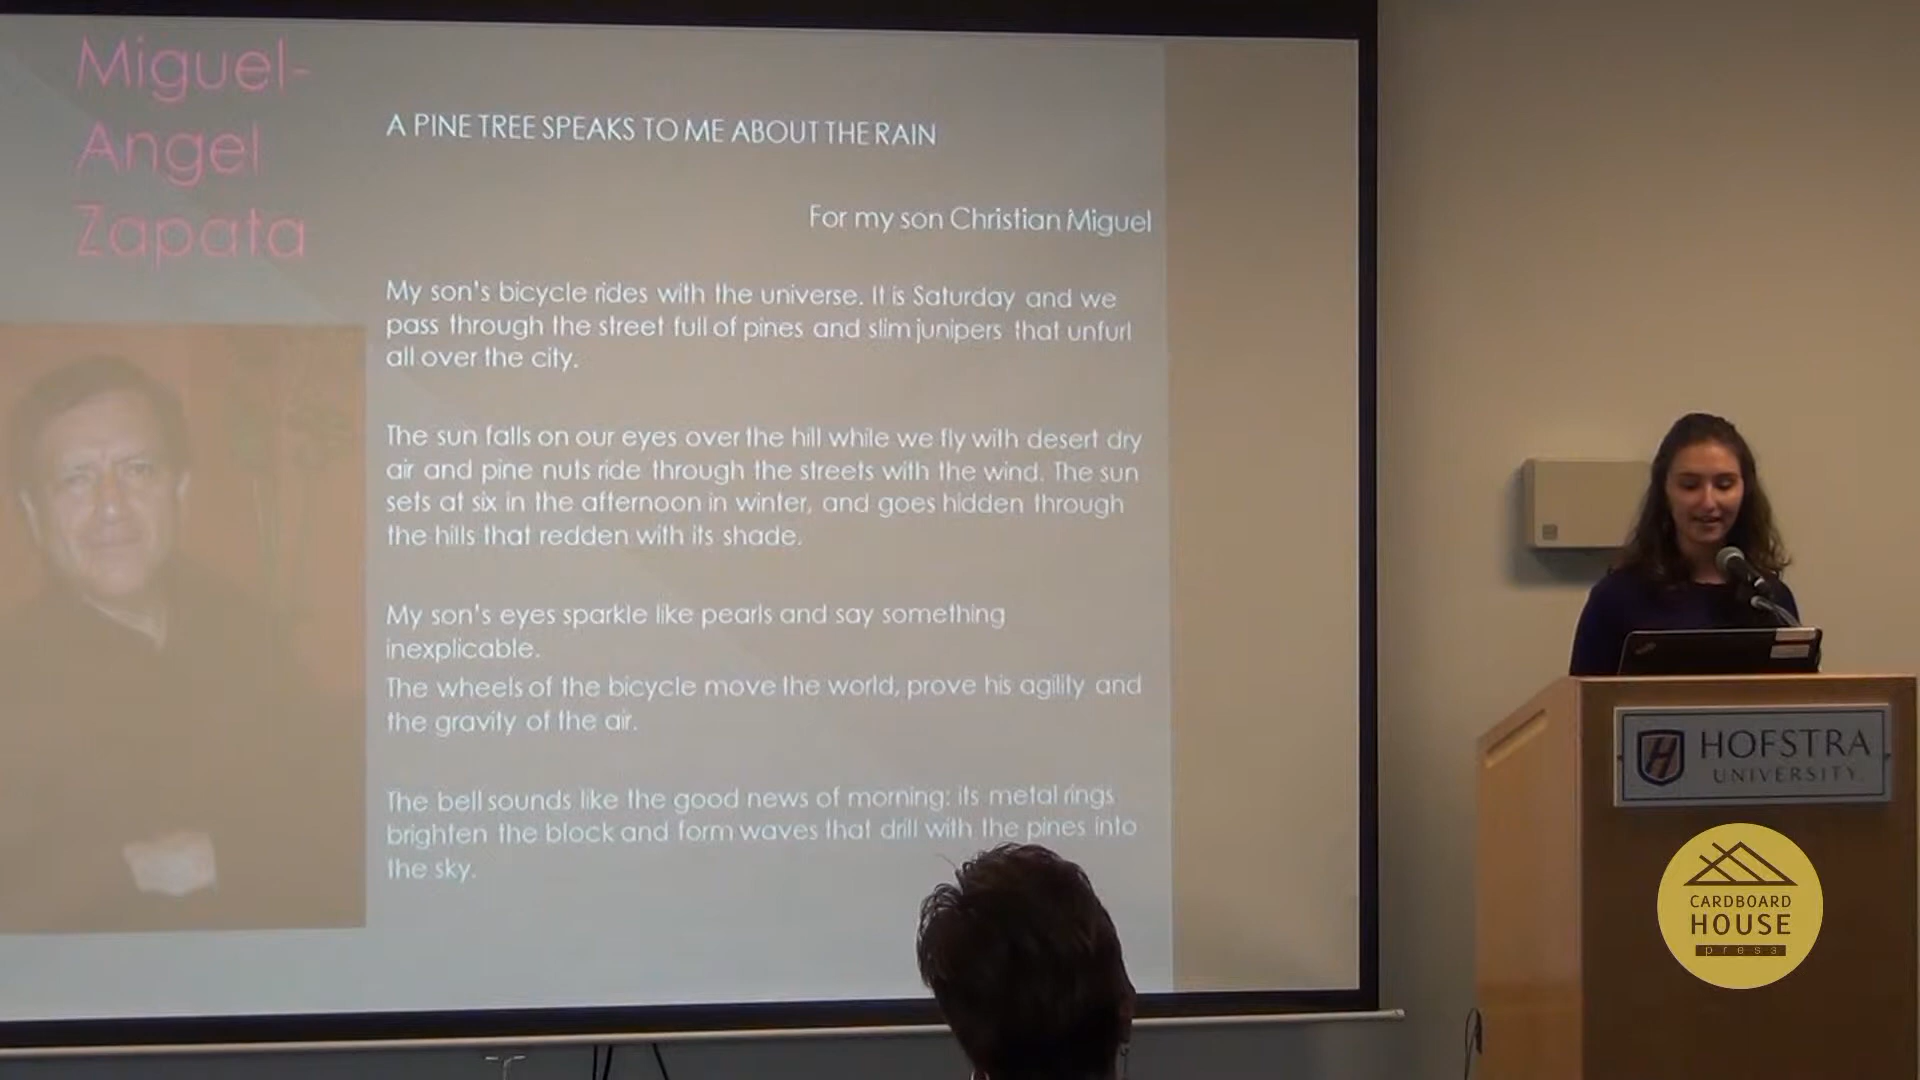 Miguel-
Angel
Zapata
A PINE TREE SPEAKS TO ME ABOUT THE RAIN
For my son Christian Miguel
My son's bicycle rides with the universe. It is Saturday and we
pass through the street full of pines and slim junipers that unfurl
all over the city.
The sun falls on our eyes over the hill while we fly with desert dry
air and pine nuts ride through the streets with the wind. The sun
sets at six in the afternoon in winter, and goes hidden through
the hills that redden with its shade.
My son's eyes sparkle like pearls and say something
inexplicable.
The wheels of the bicycle move the world, prove his agility and
the gravity of the air.
The bell sounds like the good news of morning: its metal rings
brighten the block and form waves that drill with the pines into
the sky.
H HOFSTRA
UNIVERSITY
CARDBOARD
HOUSE
press